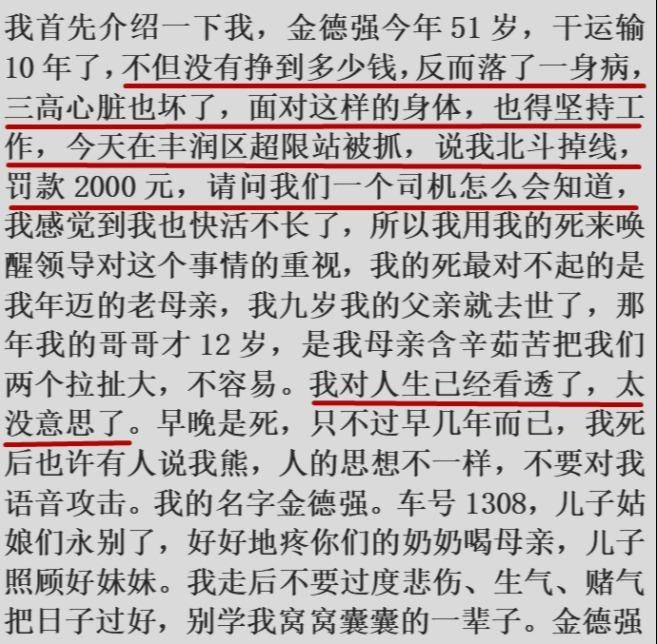 我首先介绍一下我，金德强今年 51 岁，干运输
10 年了，不但没有挣到多少钱，反而落了一身病，
三高心脏也坏了，面对这样的身体，也得坚持工
作，今天在丰润区超限站被抓，说我北斗掉线，
罚款 2000 元，请问我们一个司机怎么会知道，
我感觉到我也快活不长了，所以我用我的死来唤
醒领导对这个事情的重视，我的死最对不起的是
我年迈的老母亲，我九岁我的父亲就去世了，那
年我的哥哥才 12 岁，是我母亲含辛茹苦把我们
两个拉扯大，不容易。我对人生已经看透了，太
没意思了。早晚是死，只不过早几年而已，我死
后也许有人说我熊，人的思想不一样，不要对我
语音攻击。我的名字金德强。车号 1308，儿子姑
娘们永别了，好好地疼你们的奶奶喝母亲，儿子
照顾好妹妹。我走后不要过度悲伤、生气、赌气
把日子过好，别学我窝窝囊囊的一辈子。金德强